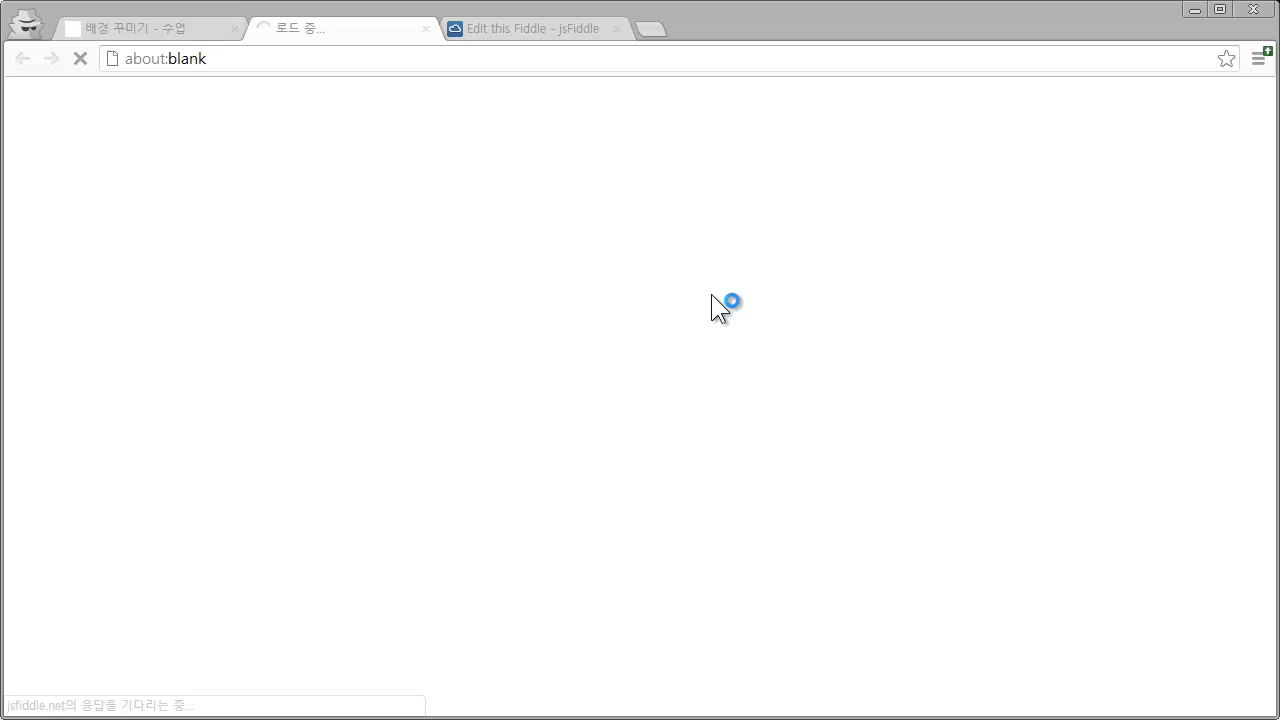 배경 꾸미기 - 수업
로드 중...
Edit this Fiddle - jsFiddle
about:blank
jsfiddle.net의 응답을 기다리는 중...